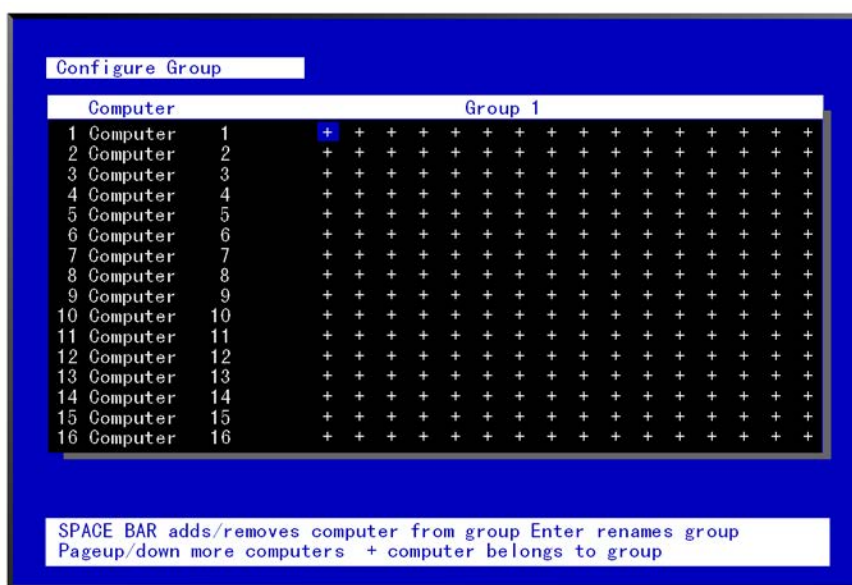 Configure Group
Computer Group 1
1 Computer 1 + + + + + + + + + + + + + + + +
2 Computer 2 + + + + + + + + + + + + + + + +
3 Computer 3 + + + + + + + + + + + + + + + +
4 Computer 4 + + + + + + + + + + + + + + + +
5 Computer 5 + + + + + + + + + + + + + + + +
6 Computer 6 + + + + + + + + + + + + + + + +
7 Computer 7 + + + + + + + + + + + + + + + +
8 Computer 8 + + + + + + + + + + + + + + + +
9 Computer 9 + + + + + + + + + + + + + + + +
10 Computer 10 + + + + + + + + + + + + + + + +
11 Computer 11 + + + + + + + + + + + + + + + +
12 Computer 12 + + + + + + + + + + + + + + + +
13 Computer 13 + + + + + + + + + + + + + + + +
14 Computer 14 + + + + + + + + + + + + + + + +
15 Computer 15 + + + + + + + + + + + + + + + +
16 Computer 16 + + + + + + + + + + + + + + + +
SPACE BAR adds/removes computer from group Enter renames group
Pageup/down more computers + computer belongs to group